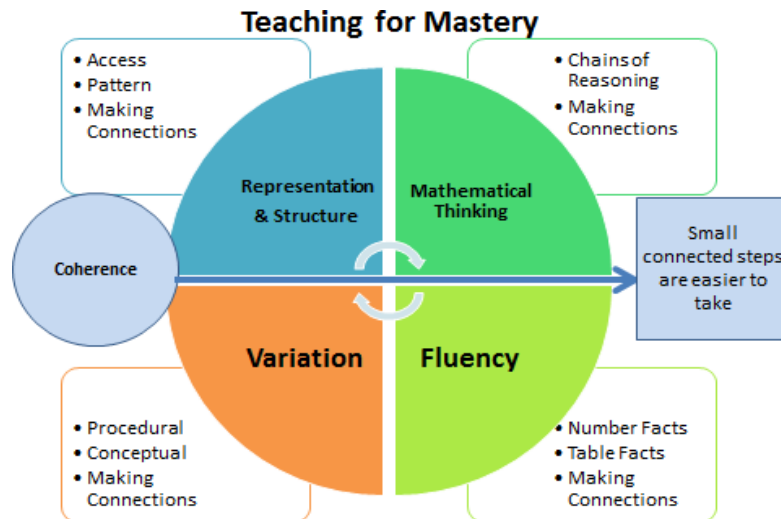 Teaching for Mastery
• Access
• Pattern
• Making
Connections
• Chains of
Reasoning
• Making
Connections
Representation
& Structure
Mathematical
Thinking
Coherence
Small
connected steps
are easier to
take
Variation
Fluency
• Procedural
• Conceptual
• Making
Connections
• Number Facts
• Table Facts
• Making
Connections